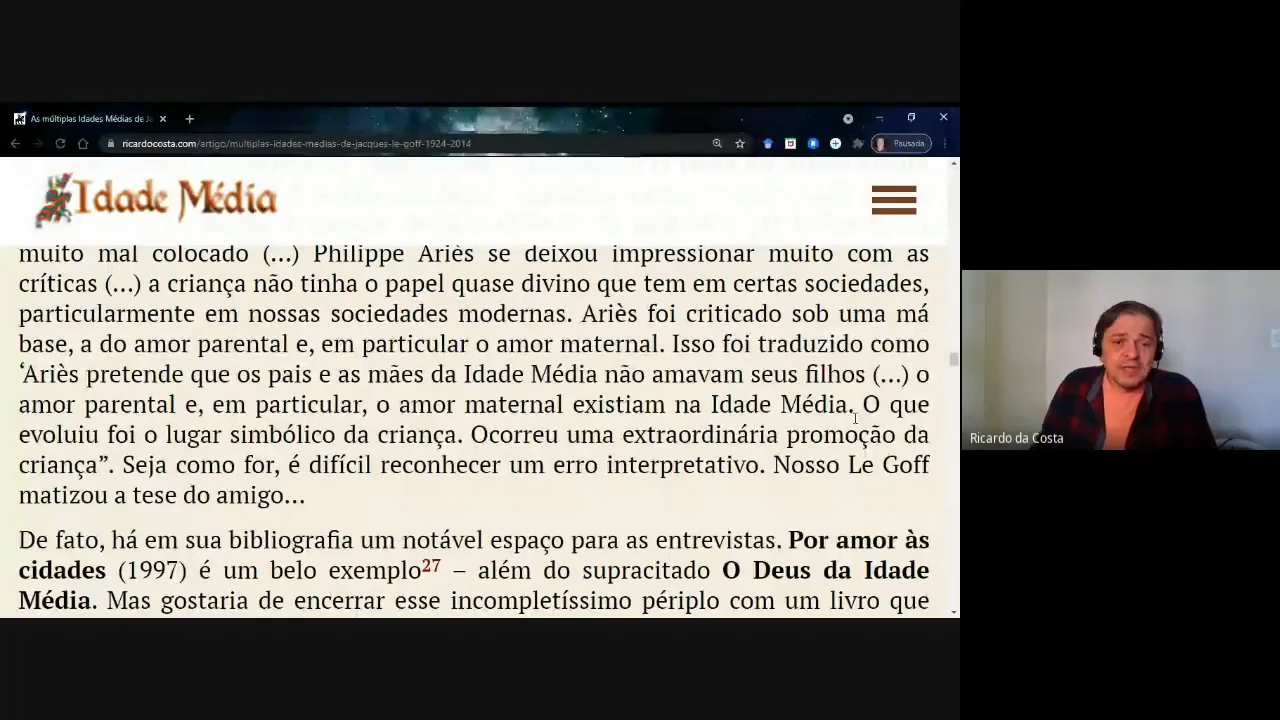 As múltiplas Idades Médias de Ja
ricardocosta.com/artigo/multiplas-idades-medias-de-jacques-le-goff-1924-2014
Pausada
Idade Média
muito mal colocado (…) Philippe Ariès se deixou impressionar muito com as
críticas (…) a criança não tinha o papel quase divino que tem em certas sociedades,
particularmente em nossas sociedades modernas. Ariès foi criticado sob uma má
base, a do amor parental e, em particular o amor maternal. Isso foi traduzido como
‘Ariès pretende que os pais e as mães da Idade Média não amavam seus filhos (…) o
amor parental e, em particular, o amor maternal existiam na Idade Média. O que
evoluiu foi o lugar simbólico da criança. Ocorreu uma extraordinária promoção da
criança”. Seja como for, é difícil reconhecer um erro interpretativo. Nosso Le Goff
matizou a tese do amigo…
De fato, há em sua bibliografia um notável espaço para as entrevistas. Por amor às
cidades (1997) é um belo exemplo27 – além do supracitado O Deus da Idade
Média. Mas gostaria de encerrar esse incompletíssimo périplo com um livro que
Ricardo da Costa